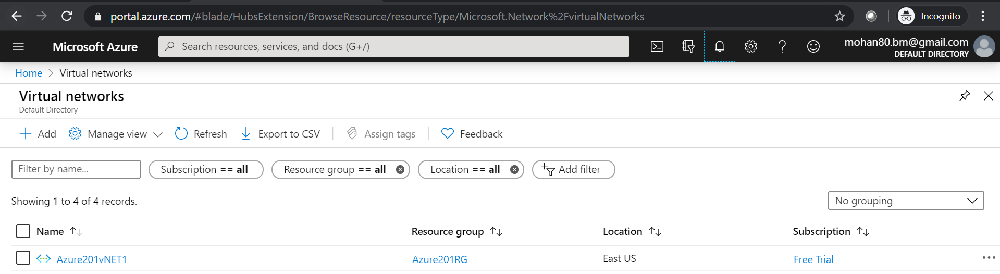 portal.azure.com/#blade/HubsExtension/BrowseResource/resourceType/Microsoft.Network%2FvirtualNetworks
Incognito
Microsoft Azure
Search resources, services, and docs (G+/)
mohan80.bm@gmail.com
DEFAULT DIRECTORY
Home > Virtual networks
Virtual networks
Default Directory
Add Manage view Refresh Export to CSV Assign tags Feedback
Filter by name... Subscription == all Resource group == all Location == all Add filter
Showing 1 to 4 of 4 records.
No grouping
Name Resource group Location Subscription
Azure201vNET1 Azure201RG East US Free Trial